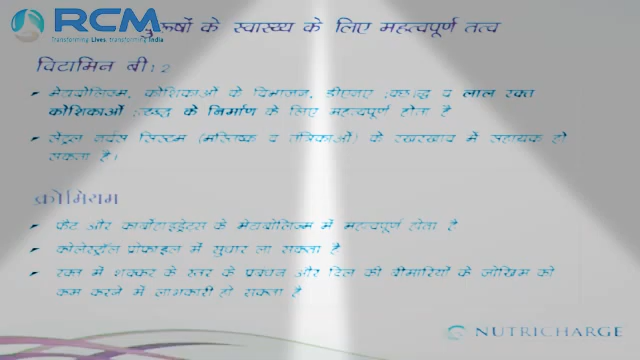 RCM
Transforming Lives, transforming India
पुरूषों के स्वास्थ्य के लिए महत्वपूर्ण तत्व
विटामिन बी12
मेटाबोलिज्म, कोशिकाओं के विभाजन, डीएनए व लाल रक्त
कोशिकाओं के निर्माण के लिए महत्वपूर्ण होता है
सेंट्रल नर्वस सिस्टम (मस्तिष्क व तंत्रिकाओं) के रखरखाव में सहायक हो
सकता है।
क्रोमियम
फैट और कार्बोहाइड्रेटस के मेटाबोलिज्म में महत्वपूर्ण होता है
कोलेस्ट्रॉल प्रोफाइल में सुधार ला सकता है
रक्त में शक्कर के स्तर के प्रबंधन और दिल की बीमारियों के जोखिम को
कम करने में लाभकारी हो सकता है
NUTRICHARGE